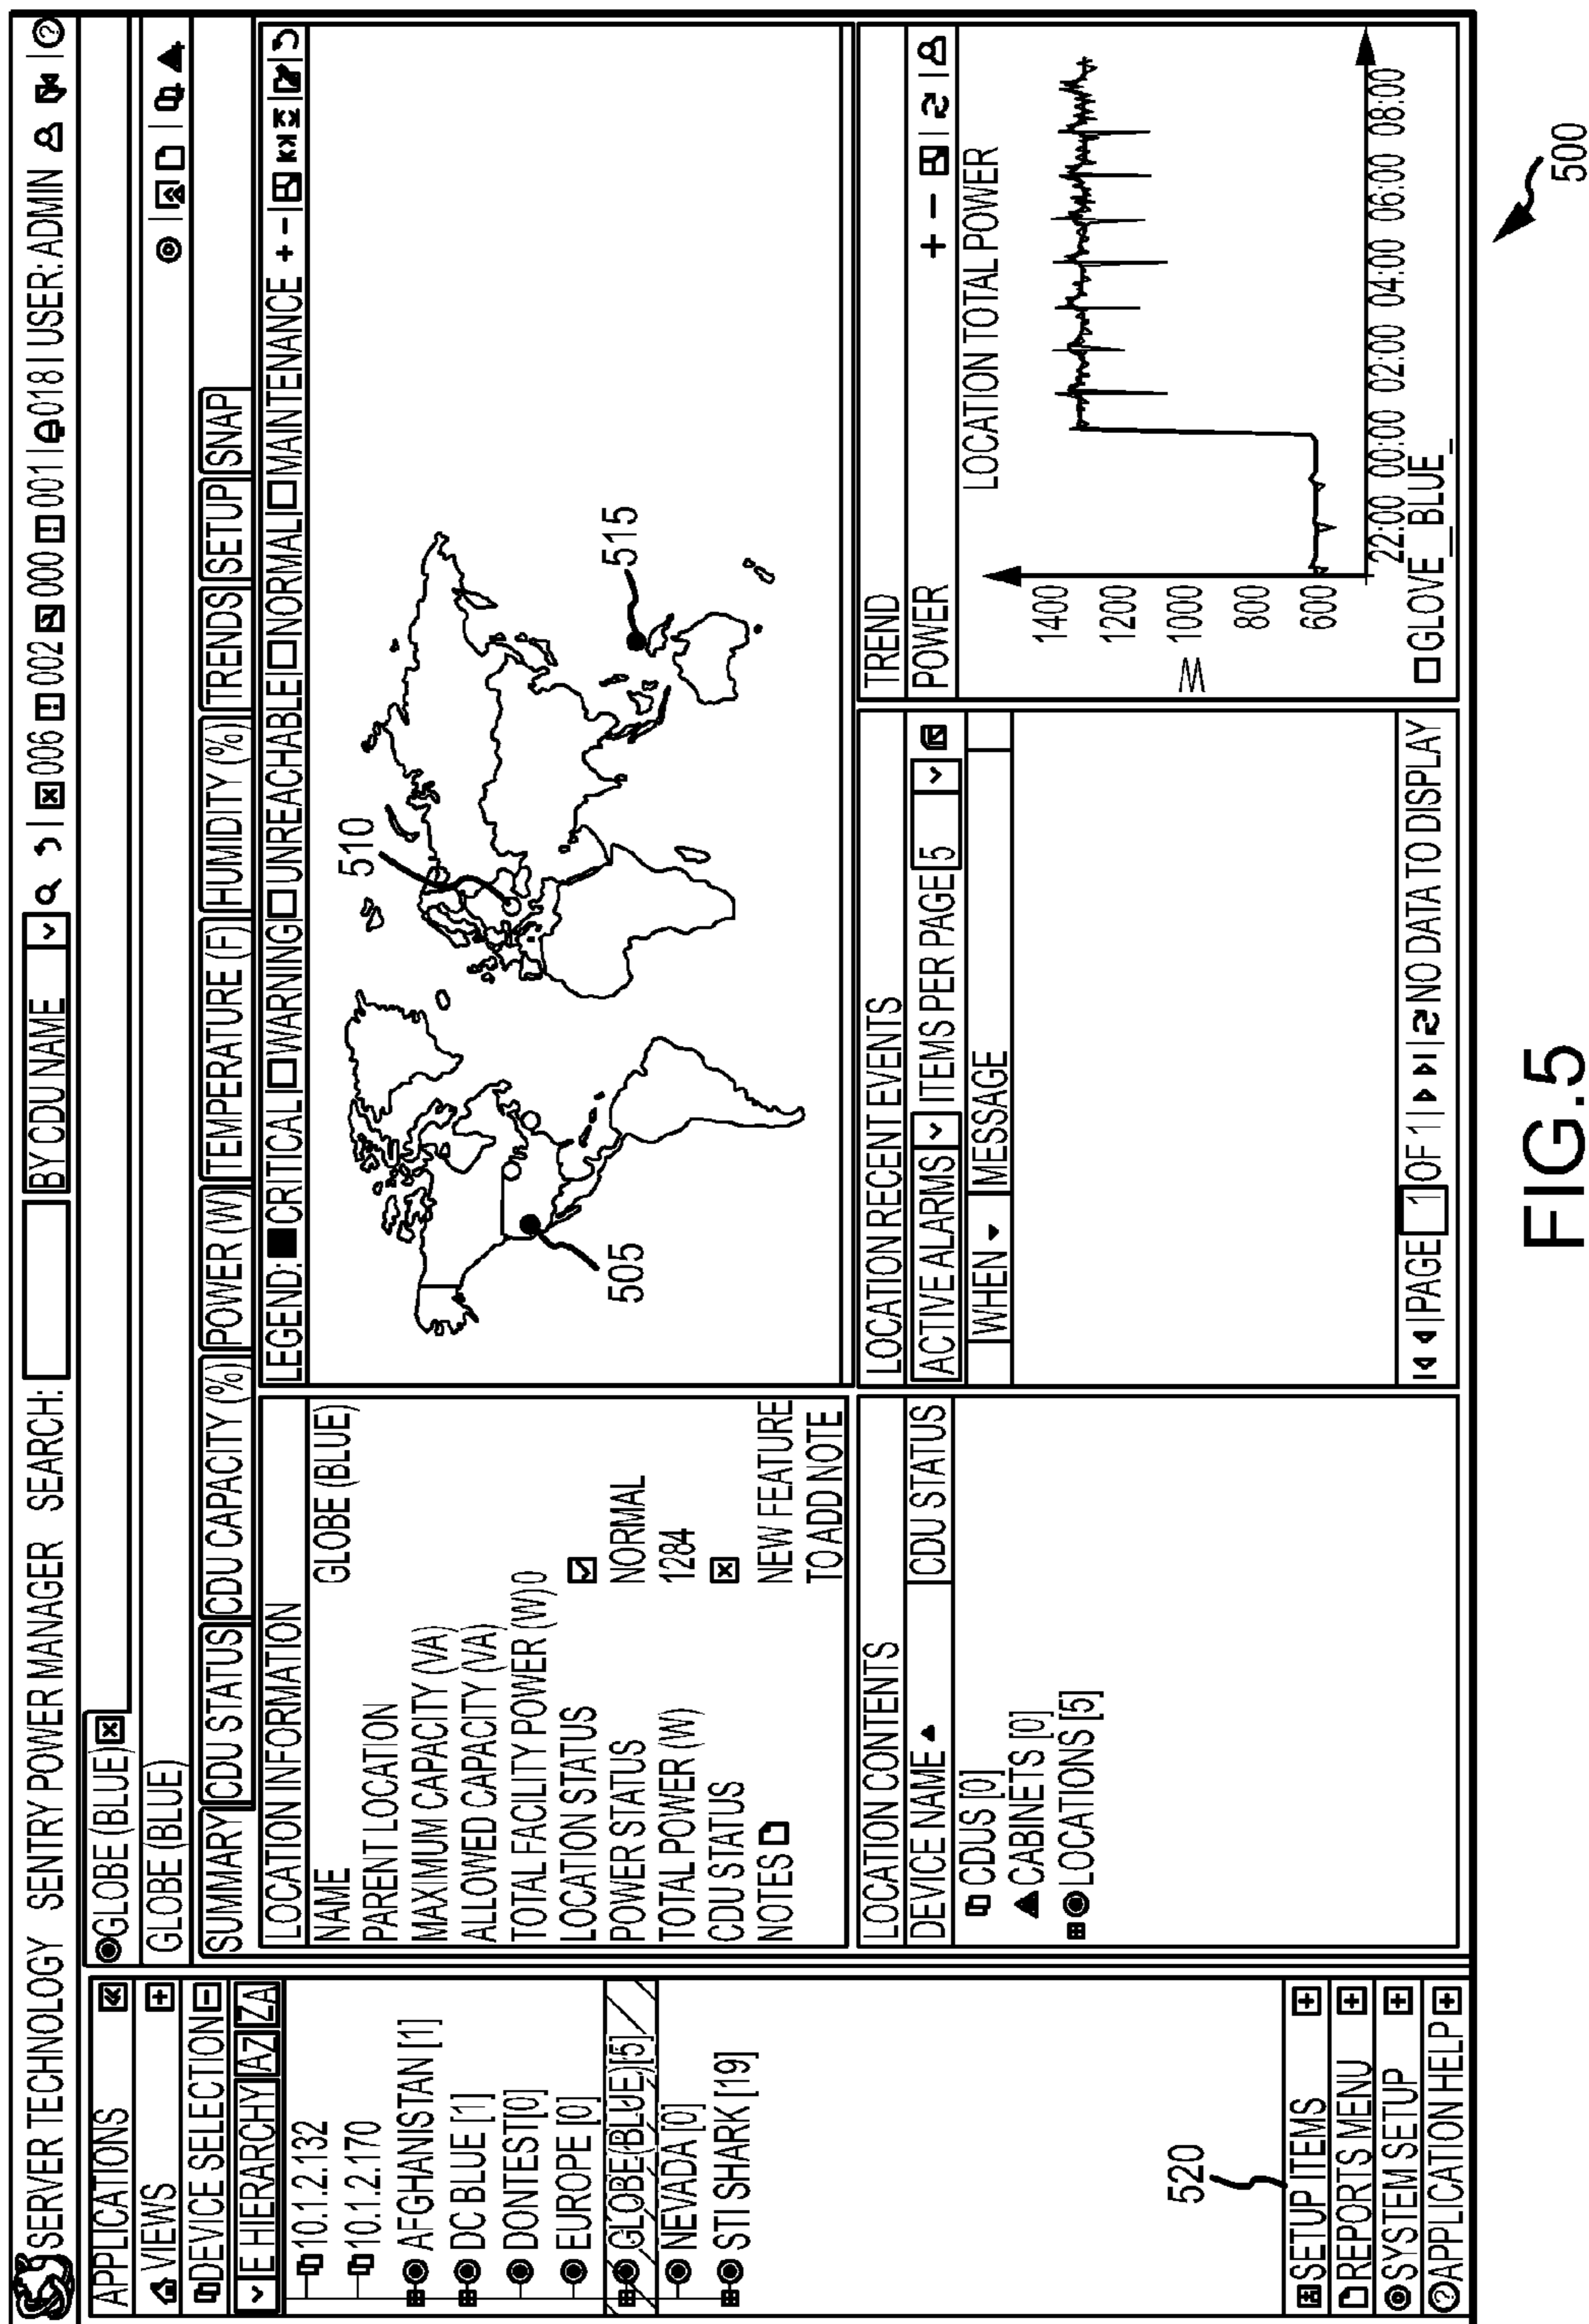 SERVER TECHNOLOGY SENTRY POWER MANAGER SEARCH: BY CDU NAME 006 002 000 001 018 USER: ADMIN
APPLICATIONS
VIEWS
DEVICE SELECTION
E HIERARCHY AZ ZA
10.1.2.132
10.1.2.170
AFGHANISTAN [1]
DC BLUE [1]
DONTEST[0]
EUROPE [0]
GLOBE(BLUE)[5]
NEVADA [0]
STI SHARK [19]
520
SETUP ITEMS
REPORTS MENU
SYSTEM SETUP
APPLICATION HELP
GLOBE (BLUE)
GLOBE (BLUE)
SUMMARY CDU STATUS CDU CAPACITY (%) POWER (W) TEMPERATURE (F) HUMIDITY (%) TRENDS SETUP SNAP
LOCATION INFORMATION
NAME GLOBE (BLUE)
PARENT LOCATION
MAXIMUM CAPACITY (VA)
ALLOWED CAPACITY (VA)
TOTAL FACILITY POWER (W) 0
LOCATION STATUS
POWER STATUS NORMAL
TOTAL POWER (W) 1284
CDU STATUS
NOTES NEW FEATURE
TO ADD NOTE
LEGEND: CRITICAL WARNING UNREACHABLE NORMAL MAINTENANCE
510
515
505
LOCATION CONTENTS
DEVICE NAME CDU STATUS
CDUS [0]
CABINETS [0]
LOCATIONS [5]
LOCATION RECENT EVENTS
ACTIVE ALARMS ITEMS PER PAGE 5
WHEN MESSAGE
PAGE 1 OF 1 NO DATA TO DISPLAY
TREND
POWER
LOCATION TOTAL POWER
1400
1200
1000
W
800
600
22:00 00:00 02:00 04:00 06:00 08:00
GLOVE _ BLUE _
500
FIG.5